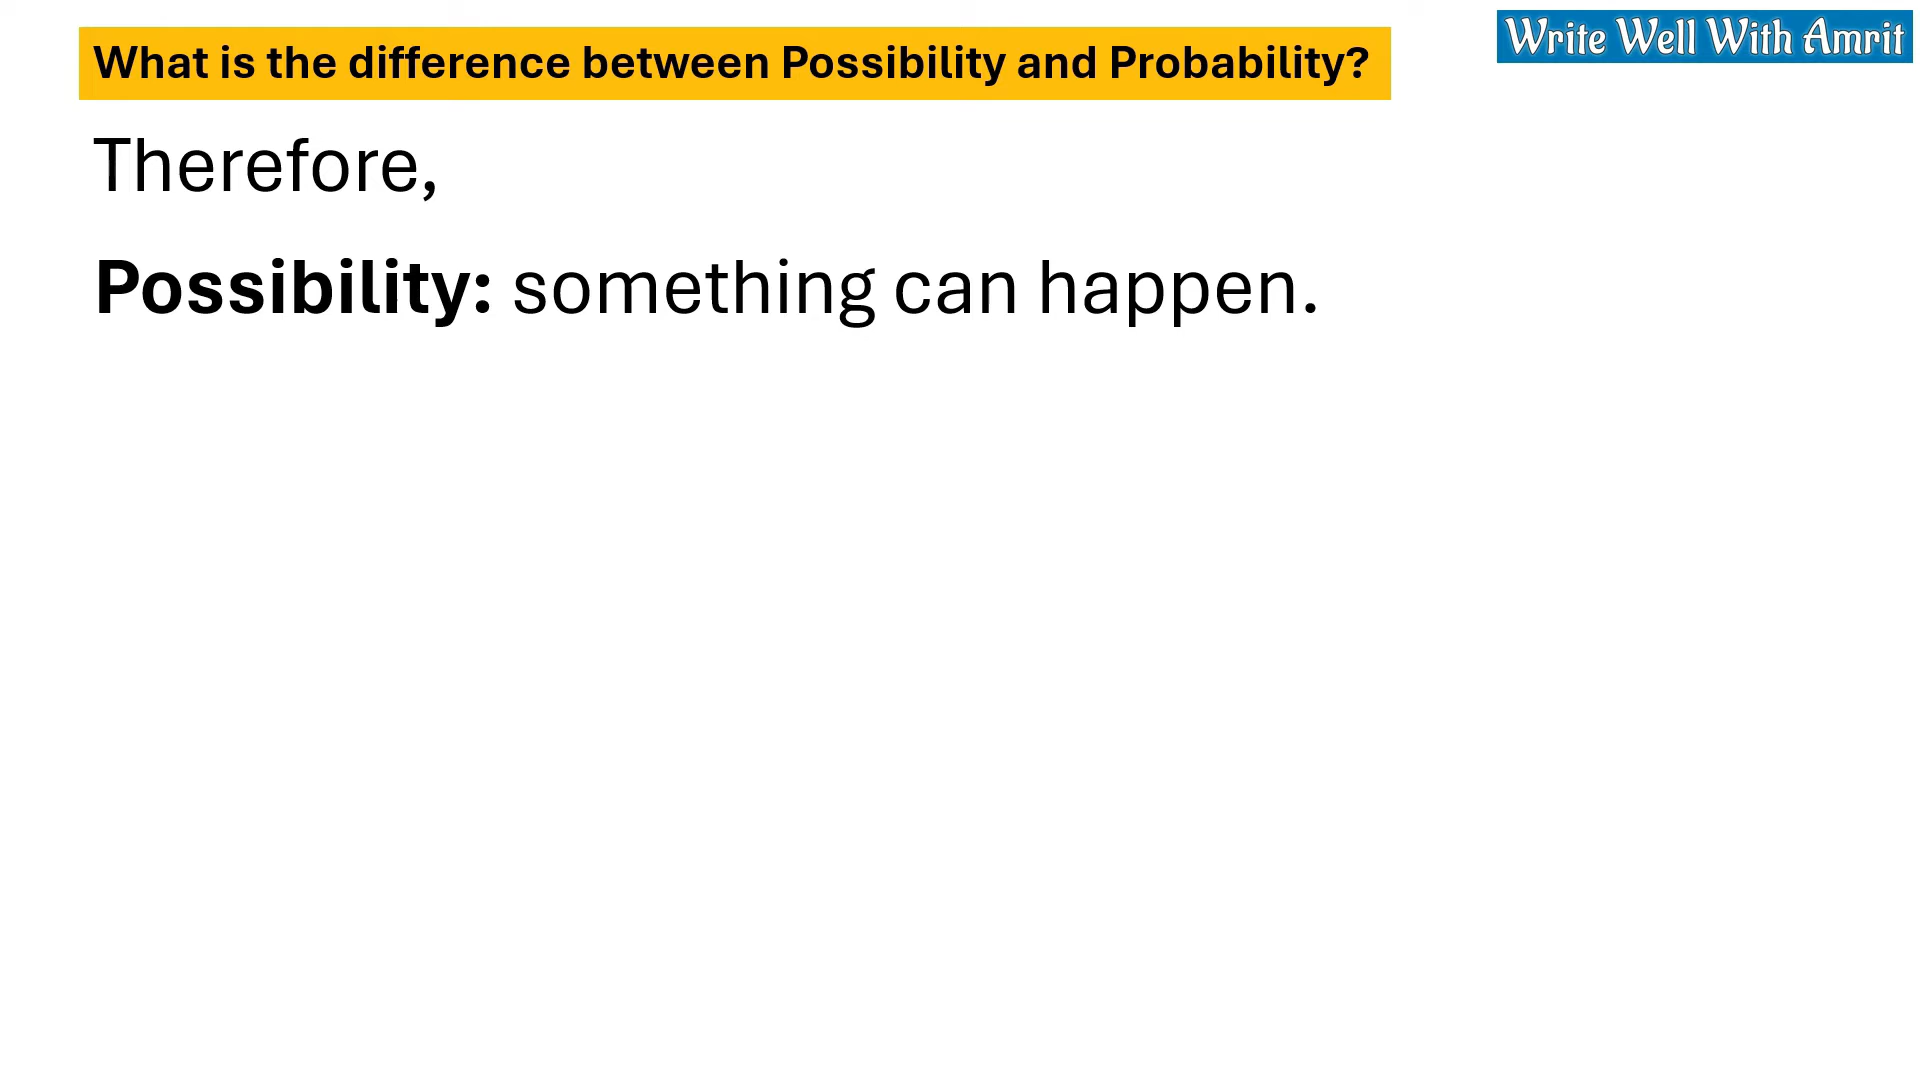 What is the difference between Possibility and Probability?
Write Well With Amrit
Therefore,
Possibility: something can happen.